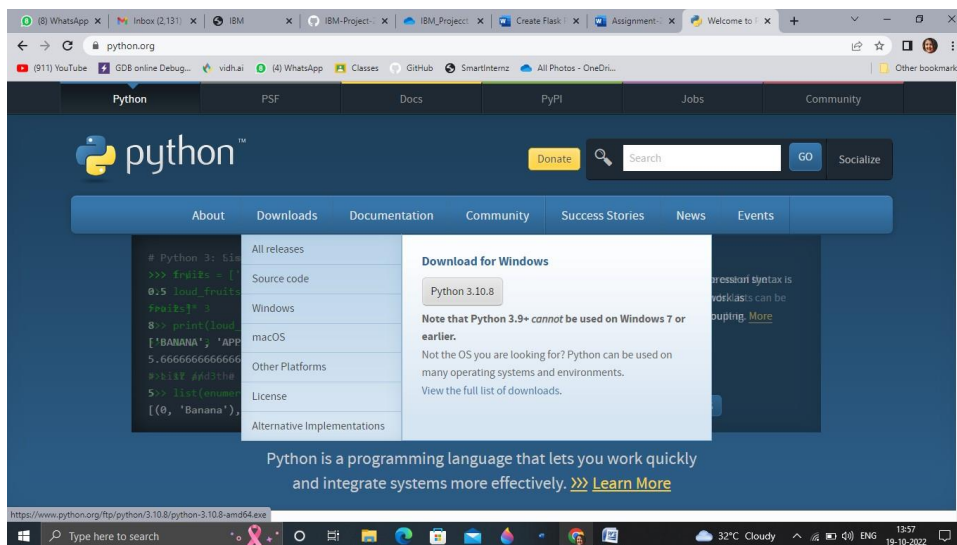 (8) WhatsApp
Inbox (2,131)
IBM
IBM-Project-
IBM_Project
Create Flask
Assignment-
Welcome to
python.org
(911) YouTube
GDB online Debug...
vidh.ai
(4) WhatsApp
Classes
GitHub
SmartInternz
All Photos - OneDri...
Other bookmark
Python
PSF
Docs
PyPI
Jobs
Community
python™
Donate
Search
GO
Socialize
About
Downloads
Documentation
Community
Success Stories
News
Events
All releases
Source code
Windows
macOS
Other Platforms
License
Alternative Implementations
Download for Windows
Python 3.10.8
Note that Python 3.9+ cannot be used on Windows 7 or
earlier.
Not the OS you are looking for? Python can be used on
many operating systems and environments.
View the full list of downloads.
# Python 3:
>>> fruits = [
loud_fruits
>> print(loud_
['BANANA', 'APP
5.6666666666666
>> list(enumer
[(0, 'Banana'),
More
Python is a programming language that lets you work quickly
and integrate systems more effectively. >>> Learn More
https://www.python.org/ftp/python/3.10.8/python-3.10.8-amd64.exe
Type here to search
32°C Cloudy
ENG
13:57
19-10-2022